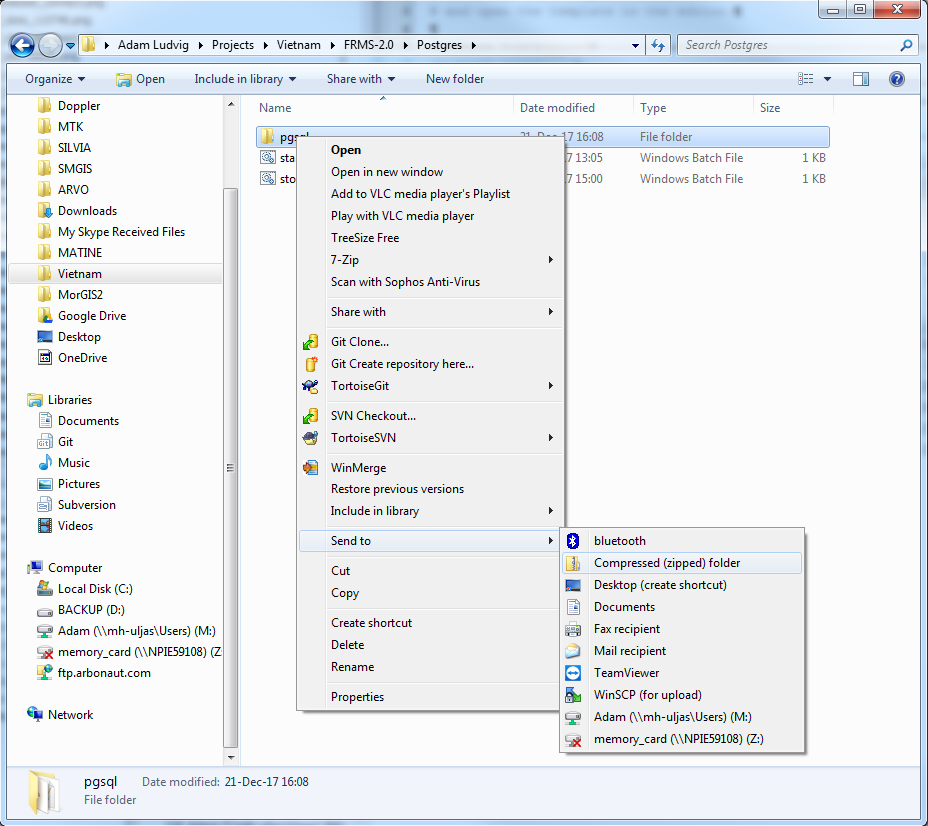 Adam Ludvig Projects Vietnam FRMS-2.0 Postgres
Search Postgres
Organize Open Include in library Share with New folder
Doppler
MTK
SILVIA
SMGIS
ARVO
Downloads
My Skype Received Files
MATINE
Vietnam
MorGIS2
Google Drive
Desktop
OneDrive
Libraries
Documents
Git
Music
Pictures
Subversion
Videos
Computer
Local Disk (C:)
BACKUP (D:)
Adam (\\mh-uljas\Users) (M:)
memory_card (\\NPIE59108) (Z
ftp.arbonaut.com
Network
Name Date modified Type Size
pgsql 21-Dec-17 16:08 File folder
sta 7 13:05 Windows Batch File 1 KB
sto 7 15:00 Windows Batch File 1 KB
Open
Open in new window
Add to VLC media player's Playlist
Play with VLC media player
TreeSize Free
7-Zip
Scan with Sophos Anti-Virus
Share with
Git Clone...
Git Create repository here...
TortoiseGit
SVN Checkout...
TortoiseSVN
WinMerge
Restore previous versions
Include in library
Send to
Cut
Copy
Create shortcut
Delete
Rename
Properties
bluetooth
Compressed (zipped) folder
Desktop (create shortcut)
Documents
Fax recipient
Mail recipient
TeamViewer
WinSCP (for upload)
Adam (\\mh-uljas\Users) (M:)
memory_card (\\NPIE59108) (Z:)
pgsql Date modified: 21-Dec-17 16:08
File folder